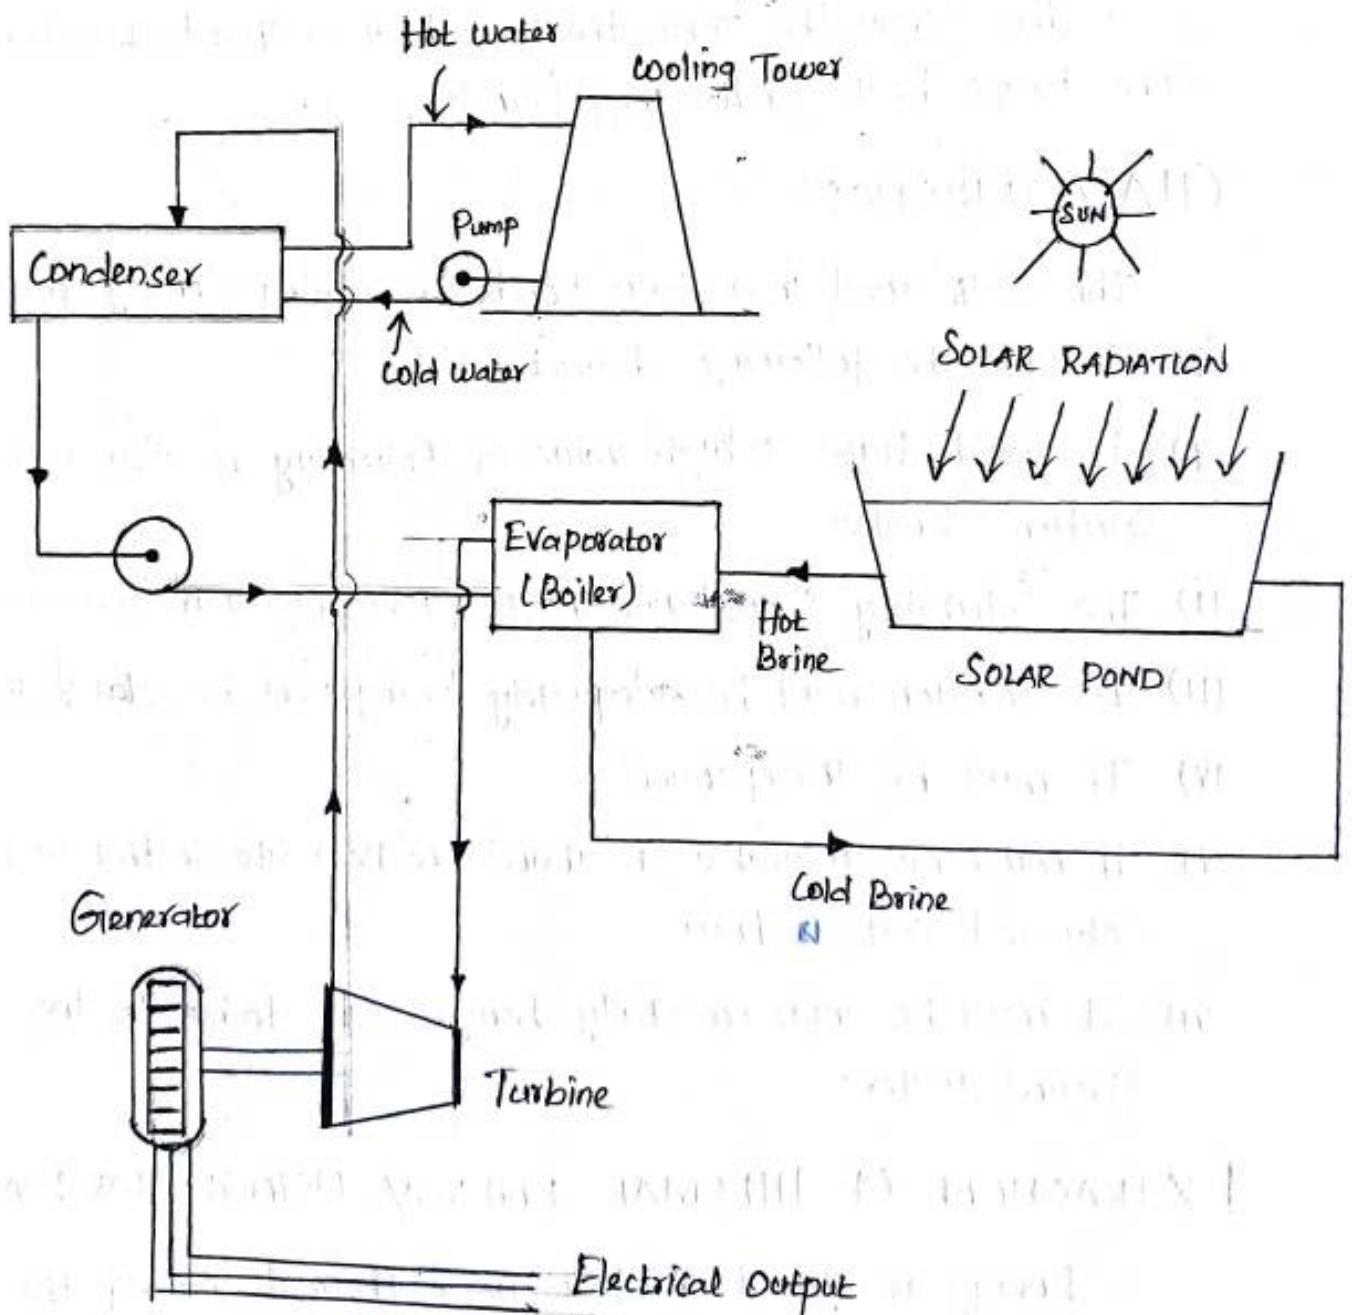 Hot water
Cooling Tower
SUN
Pump
Condenser
Cold water
SOLAR RADIATION
Evaporator
(Boiler)
Hot
Brine
SOLAR POND
Cold Brine
Generator
Turbine
Electrical Output